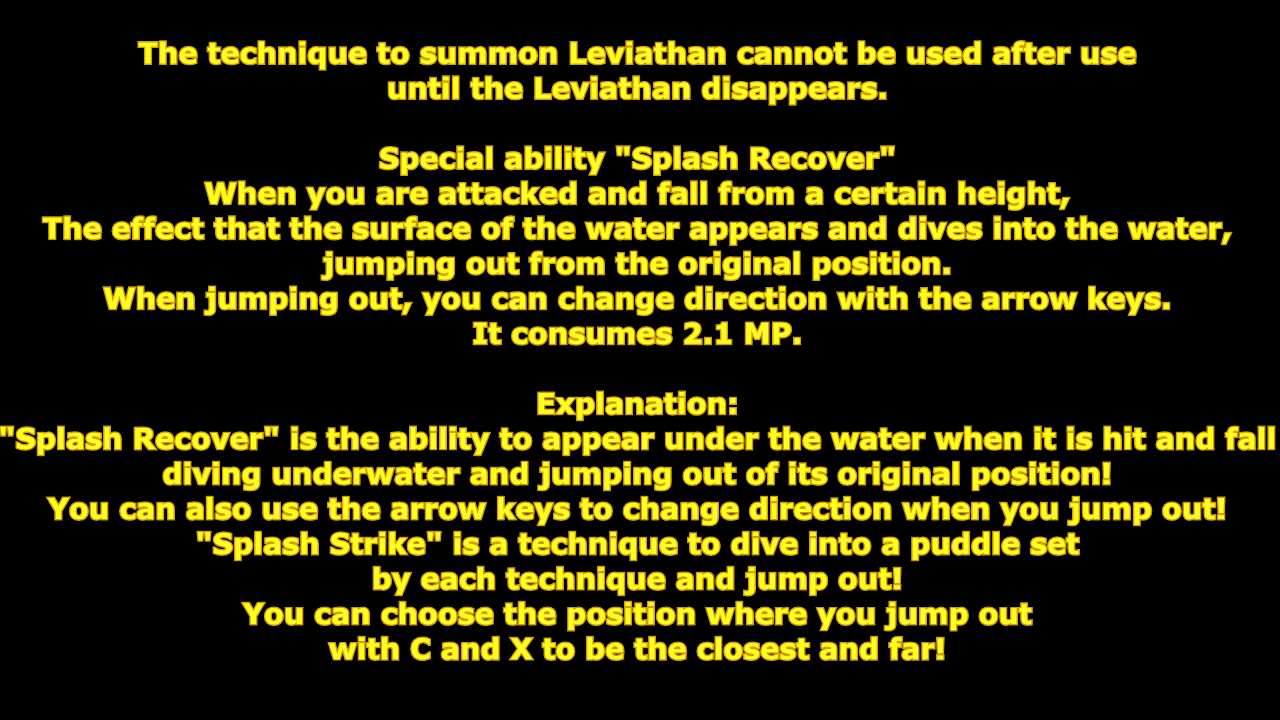 The technique to summon Leviathan cannot be used after use
until the Leviathan disappears.
Special ability "Splash Recover"
When you are attacked and fall from a certain height,
The effect that the surface of the water appears and dives into the water,
jumping out from the original position.
When jumping out, you can change direction with the arrow keys.
It consumes 2.1 MP.
Explanation:
"Splash Recover" is the ability to appear under the water when it is hit and fall
diving underwater and jumping out of its original position!
You can also use the arrow keys to change direction when you jump out!
"Splash Strike" is a technique to dive into a puddle set
by each technique and jump out!
You can choose the position where you jump out
with C and X to be the closest and far!